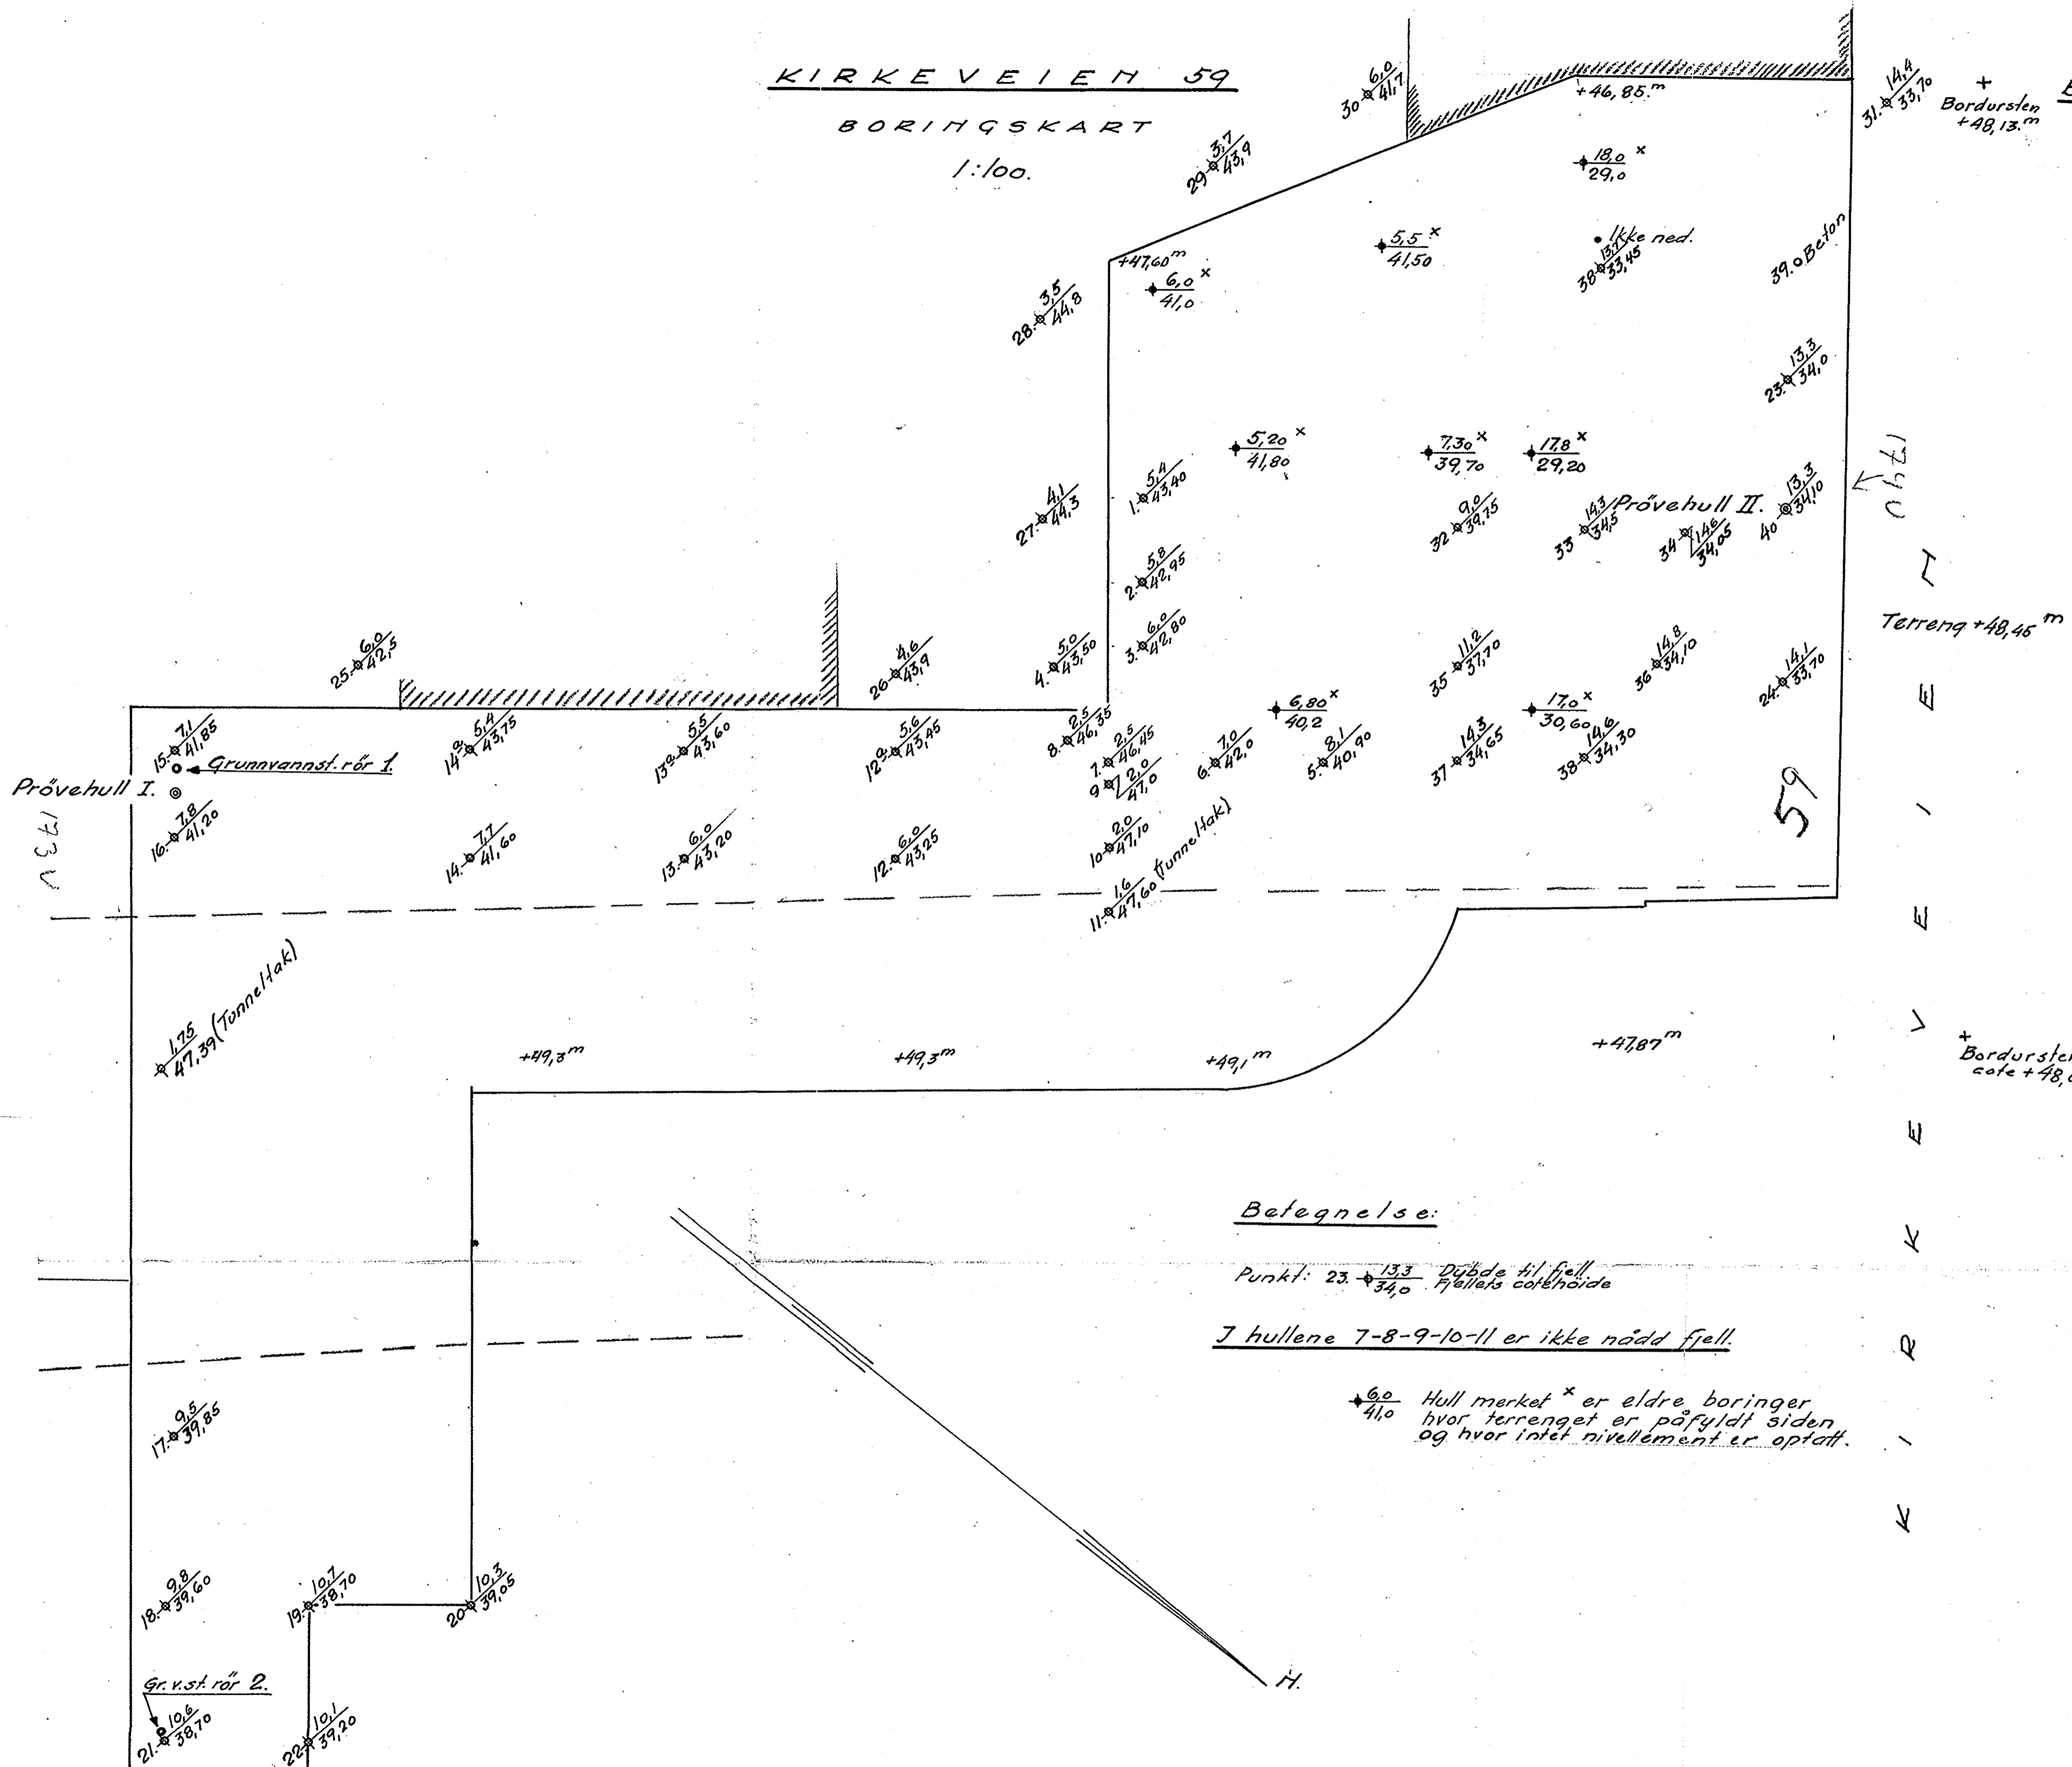 KIRKEVEIEN 59
BORINGSKART
1:100.
30 6,0 41,7
+46,85.m
31. 14,4 33,70
Bordursten
+48,13.m
29 3,7 43,9
18,0 x
29,0
5,5 x
41,50
Ikke ned.
38 13,7 33,45
39. Beton
+47,60m
6,0 x
41,0
28. 3,5 44,8
23. 13,3 34,0
5,20 x
41,80
7,30 x
39,70
17,8 x
29,20
174 U
1. 5,4 43,40
27. 4,1 44,3
32 9,0 39,75
33 14,3 34,5
Prövehull II.
34 14,6 34,05
40 13,3 34,10
2. 5,8 42,95
3. 6,0 42,80
Terreng +48,45 m
25. 6,0 42,5
26 4,6 43,9
4. 5,0 43,50
35 11,2 37,70
36 14,8 34,10
24. 14,1 33,70
6,80 x
40,2
17,0 x
30,60
15. 7,1 41,85
14a 5,4 43,75
13a 5,5 43,60
12a 5,6 43,45
8. 2,5 46,35
7. 2,5 46,45
9 2,0 47,0
6. 7,0 42,0
5. 8,1 40,90
37 14,3 34,65
38 14,6 34,30
Grunnvannst. rör 1.
Prövehull I.
59
173 U
16. 7,8 41,20
14. 7,7 41,60
13. 6,0 43,20
12. 6,0 43,25
10 2,0 47,10
11. 1,6 47,60 (Tunneltak)
1,75 47,39 (Tunneltak)
+49,3m
+49,3m
+49,1m
+47,87m
Bordursten
cote +48,
KIRKEVEIEN
Betegnelse:
Punkt: 23. 13,3 Dybde til fjell
34,0 Fjellets cotehöide
I hullene 7-8-9-10-11 er ikke nådd fjell.
6,0 Hull merket x er eldre boringer
41,0 hvor terrenget er påfyldt siden
og hvor intet nivellement er optatt.
17. 9,5 39,85
18. 9,8 39,60
19. 10,7 38,70
20 10,3 39,05
Gr.v.st. rör 2.
21. 10,6 38,70
22 10,1 39,20
N.